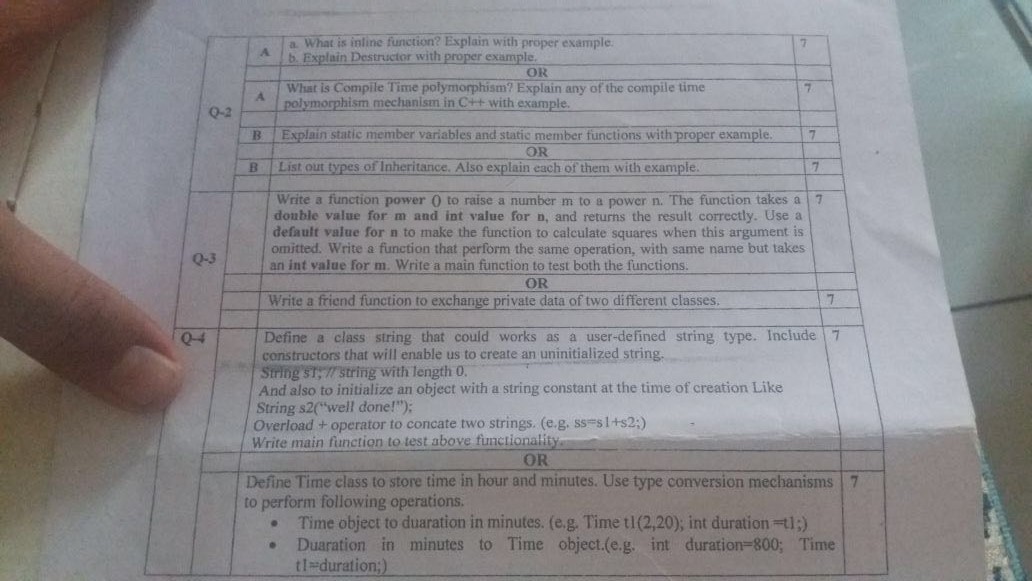 Q-2
A
a. What is inline function? Explain with proper example.
b. Explain Destructor with proper example.
7
OR
A
What is Compile Time polymorphism? Explain any of the compile time
polymorphism mechanism in C++ with example.
7
B
Explain static member variables and static member functions with proper example.
7
OR
B
List out types of Inheritance. Also explain each of them with example.
7
Q-3
Write a function power () to raise a number m to a power n. The function takes a
double value for m and int value for n, and returns the result correctly. Use a
default value for n to make the function to calculate squares when this argument is
omitted. Write a function that perform the same operation, with same name but takes
an int value for m. Write a main function to test both the functions.
7
OR
Write a friend function to exchange private data of two different classes.
7
Q-4
Define a class string that could works as a user-defined string type. Include
constructors that will enable us to create an uninitialized string.
String s1; // string with length 0.
And also to initialize an object with a string constant at the time of creation Like
String s2("well done!");
Overload + operator to concate two strings. (e.g. ss=s1+s2;)
Write main function to test above functionality.
7
OR
Define Time class to store time in hour and minutes. Use type conversion mechanisms
to perform following operations.
• Time object to duaration in minutes. (e.g. Time t1(2,20); int duration =t1;)
• Duaration in minutes to Time object.(e.g. int duration=800; Time
t1=duration;)
7